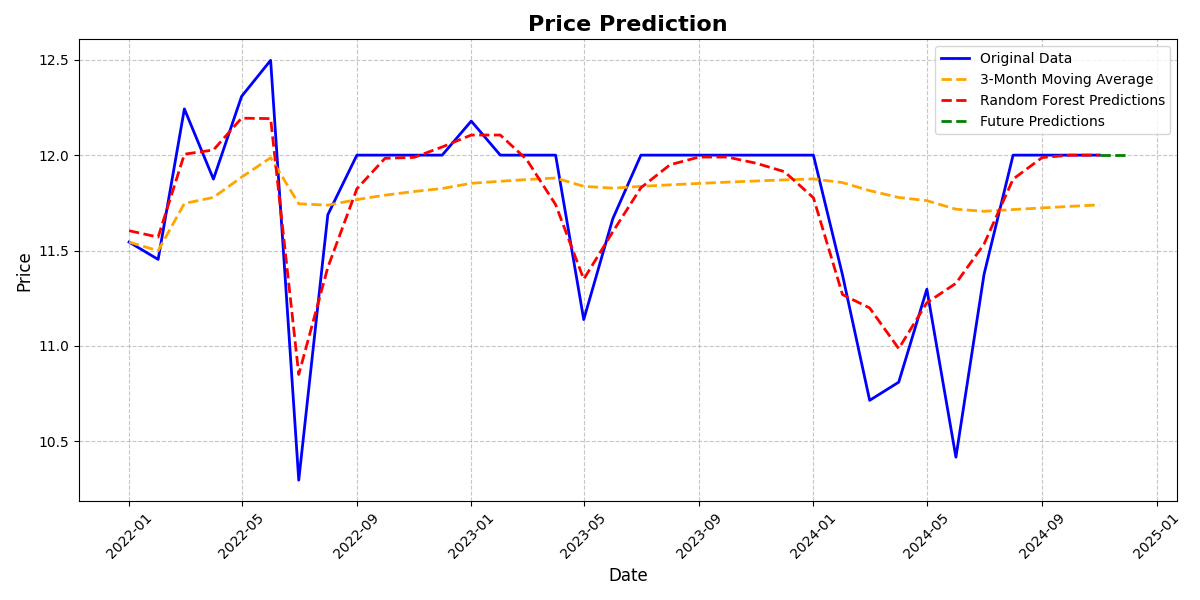 Price Prediction
Original Data
3-Month Moving Average
Random Forest Predictions
Future Predictions
12.5
12.0
11.5
11.0
10.5
Price
2022-01
2022-05
2022-09
2023-01
2023-05
2023-09
2024-01
2024-05
2024-09
2025-01
Date